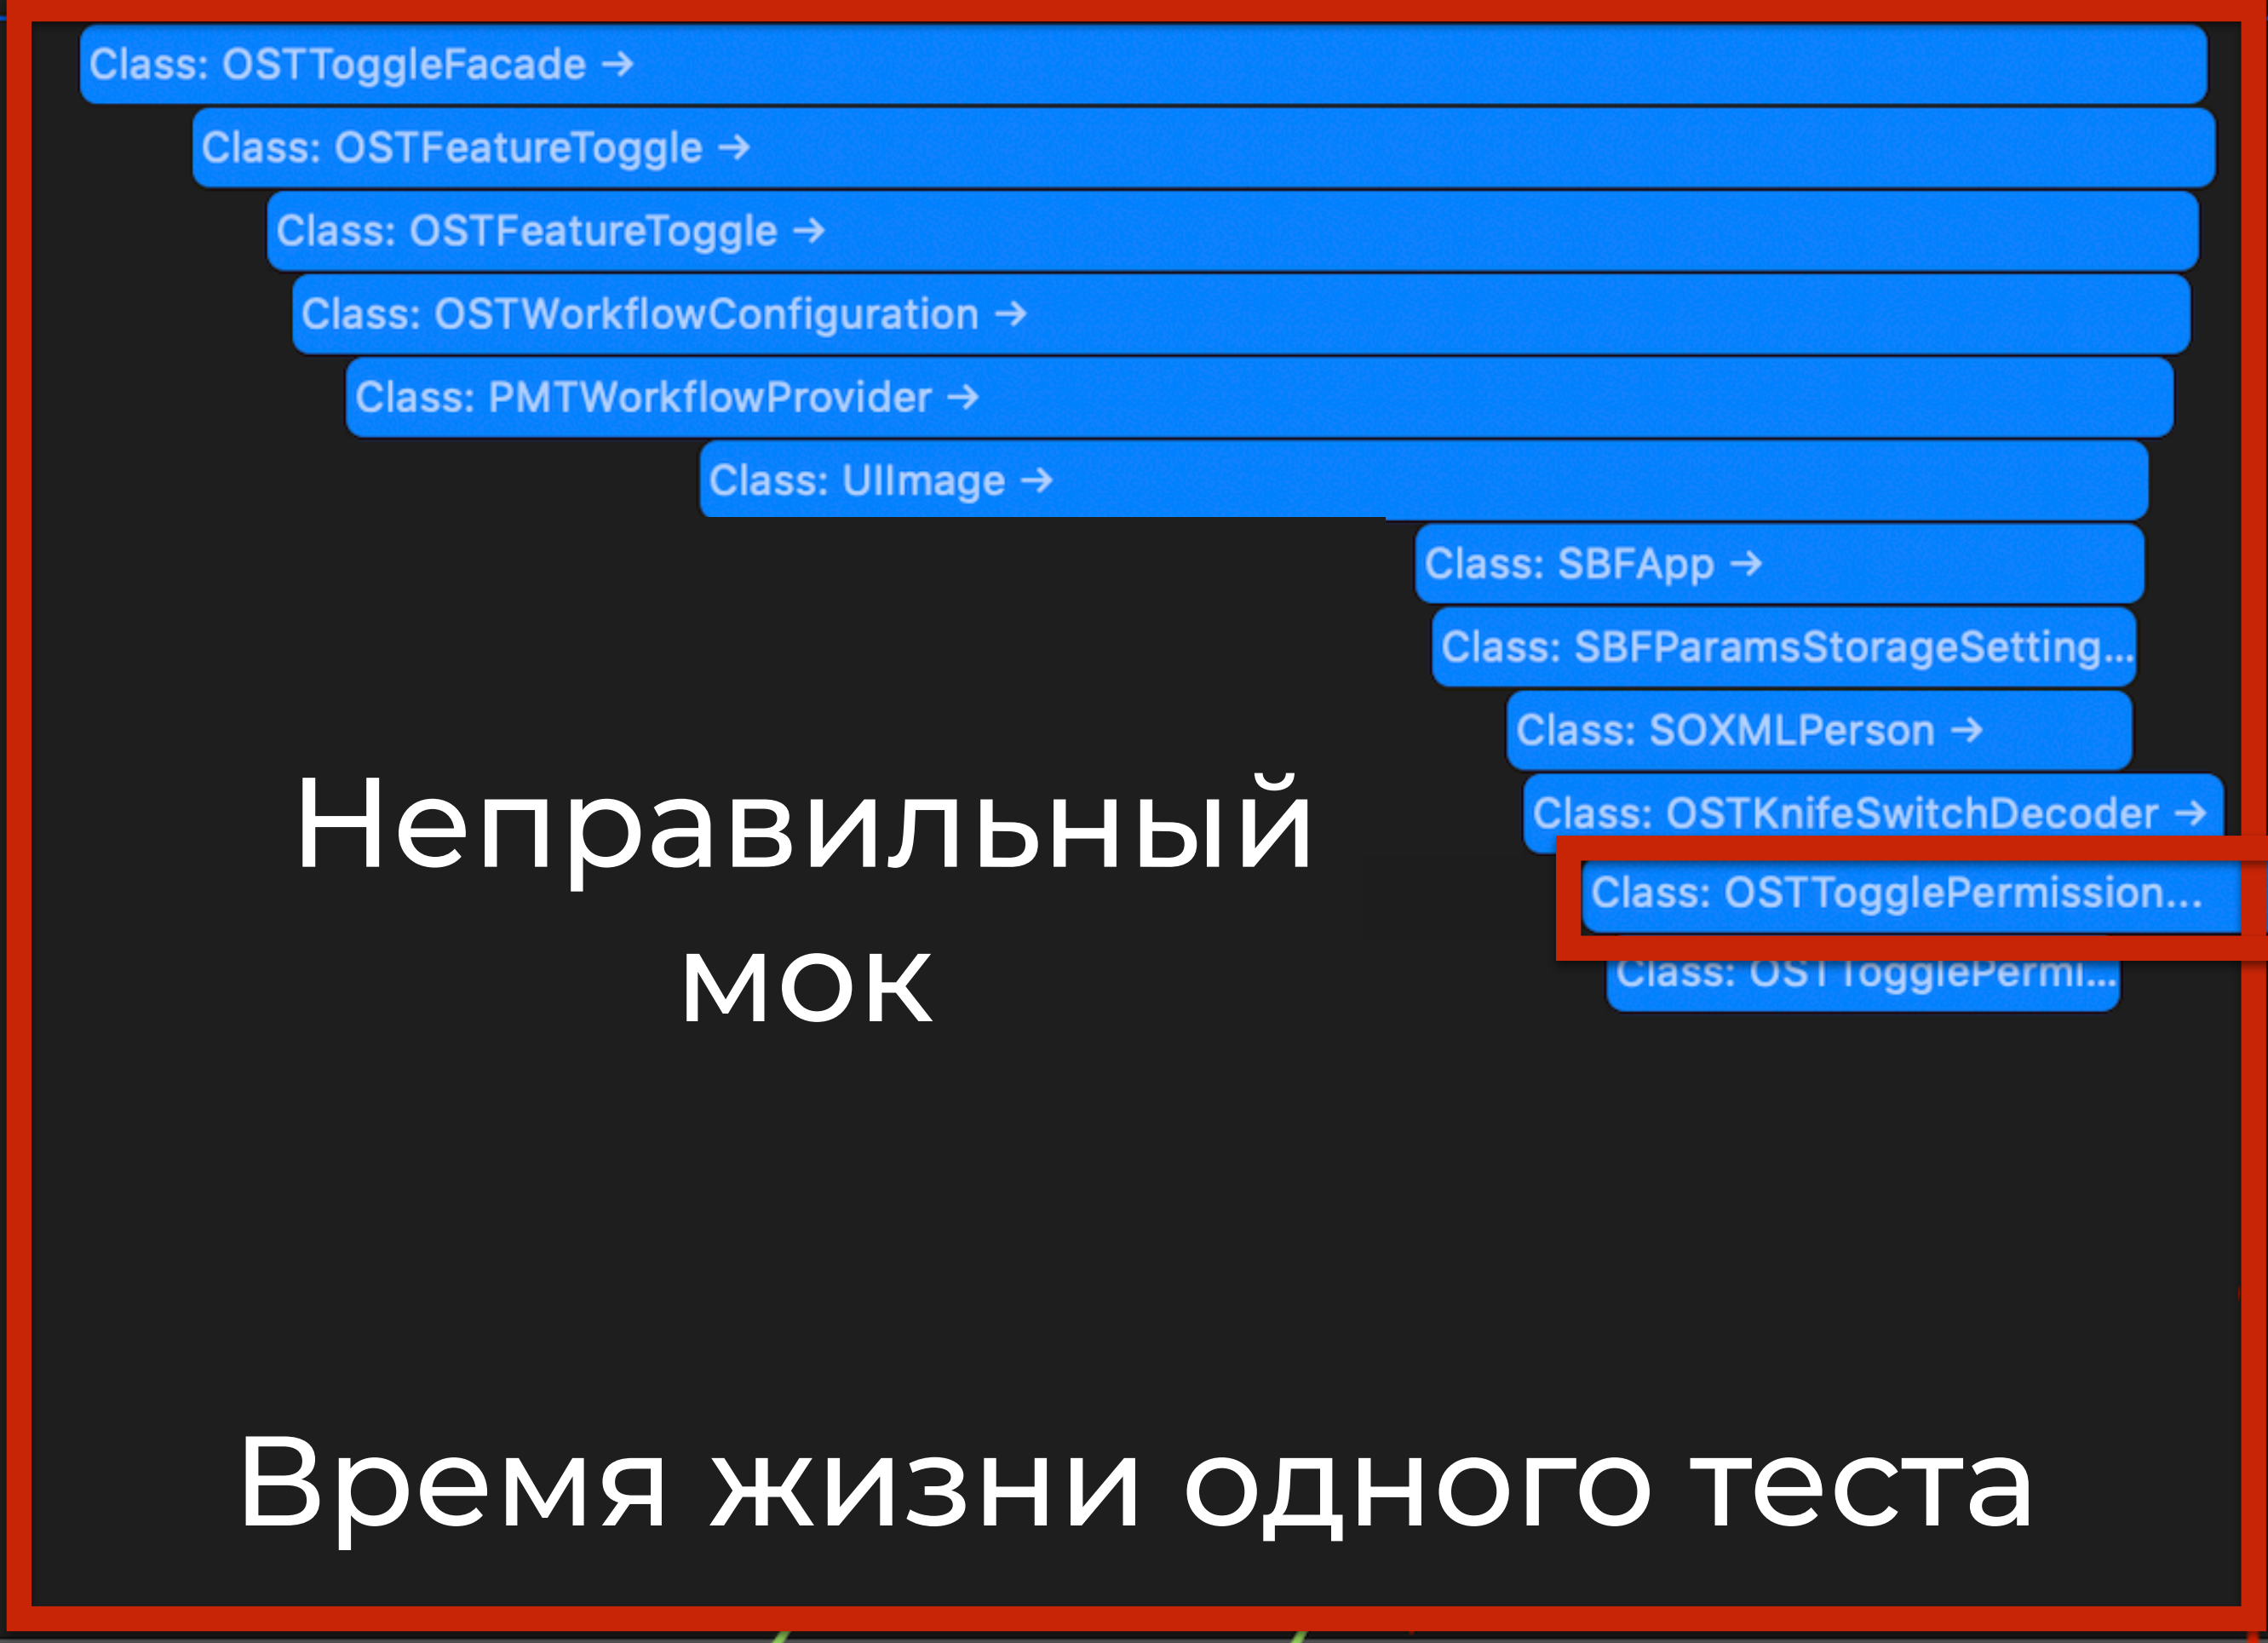 Class: OSTToggleFacade →
Class: OSTFeatureToggle →
Class: OSTFeatureToggle →
Class: OSTWorkflowConfiguration →
Class: PMTWorkflowProvider →
Class: UIImage →
Class: SBFApp →
Class: SBFParamsStorageSetting...
Class: SOXMLPerson →
Class: OSTKnifeSwitchDecoder →
Class: OSTTogglePermission...
Class: OSTTogglePermi...
Неправильный
мок
Время жизни одного теста